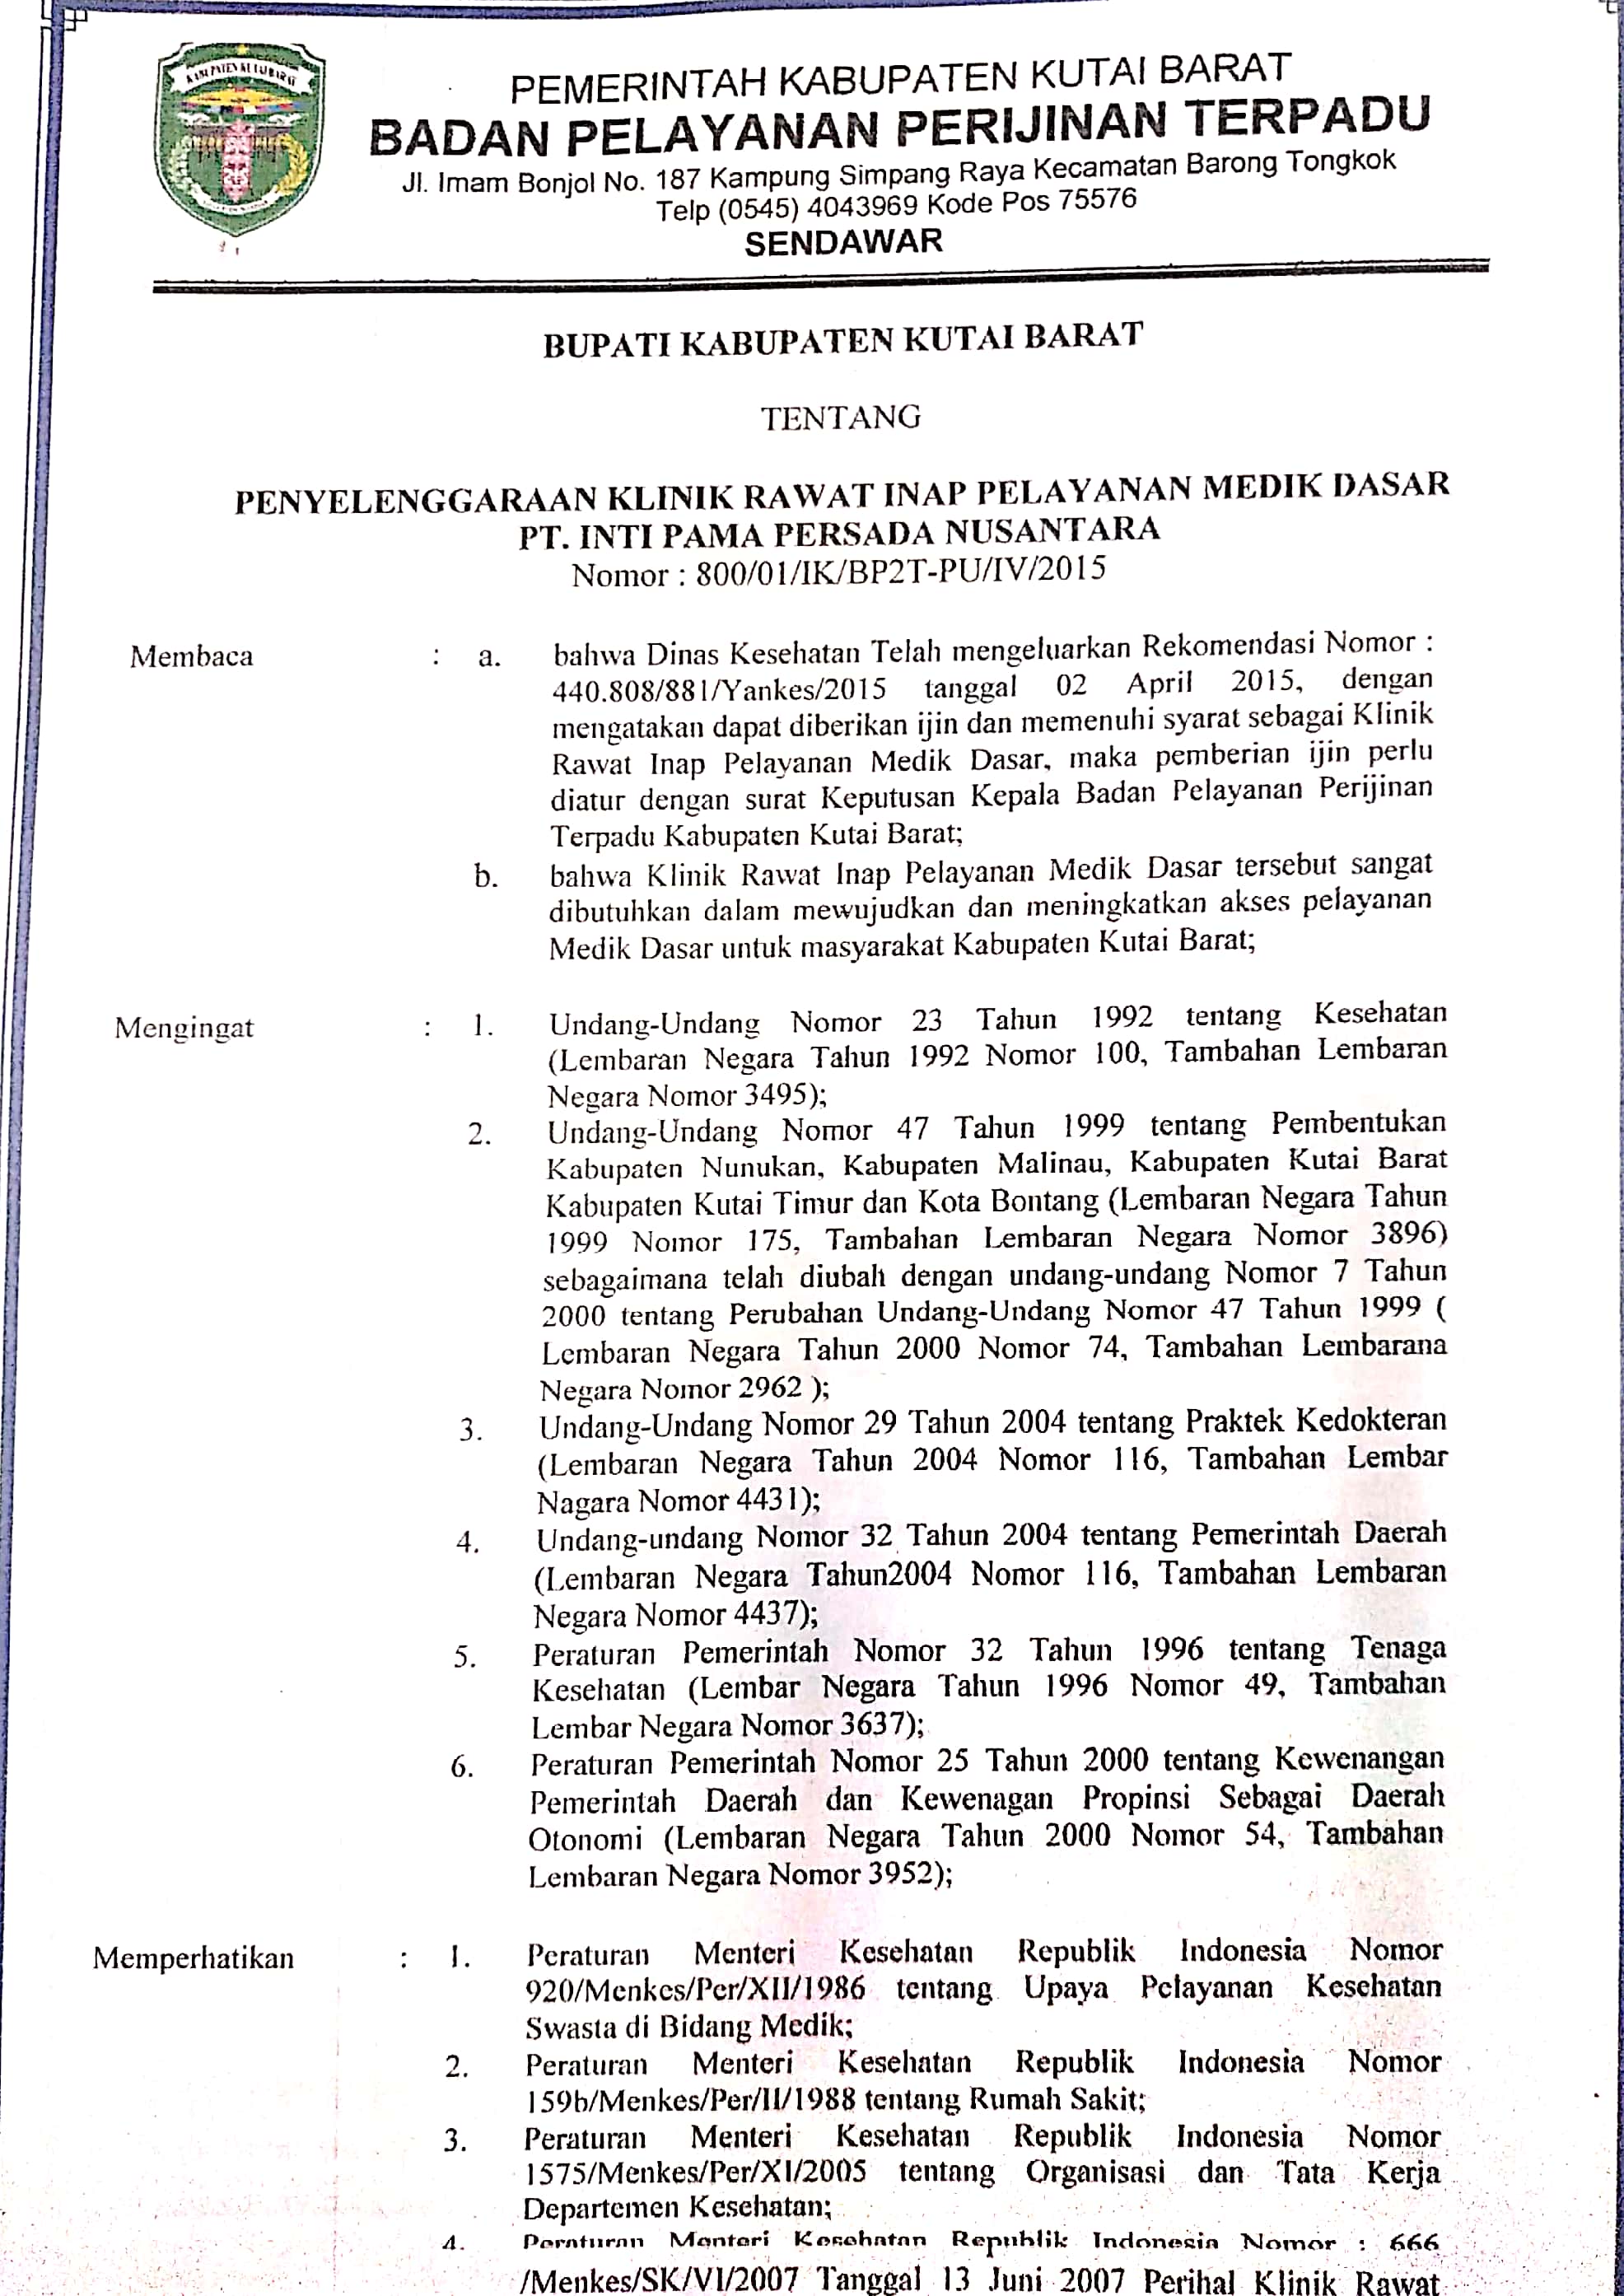 KABUPATEN KUTAI BARAT
PEMERINTAH KABUPATEN KUTAI BARAT
BADAN PELAYANAN PERIJINAN TERPADU
Jl. Imam Bonjol No. 187 Kampung Simpang Raya Kecamatan Barong Tongkok
Telp (0545) 4043969 Kode Pos 75576
SENDAWAR
BUPATI KABUPATEN KUTAI BARAT
TENTANG
PENYELENGGARAAN KLINIK RAWAT INAP PELAYANAN MEDIK DASAR
PT. INTI PAMA PERSADA NUSANTARA
Nomor : 800/01/IK/BP2T-PU/IV/2015
Membaca : a. bahwa Dinas Kesehatan Telah mengeluarkan Rekomendasi Nomor :
440.808/881/Yankes/2015 tanggal 02 April 2015, dengan
mengatakan dapat diberikan ijin dan memenuhi syarat sebagai Klinik
Rawat Inap Pelayanan Medik Dasar, maka pemberian ijin perlu
diatur dengan surat Keputusan Kepala Badan Pelayanan Perijinan
Terpadu Kabupaten Kutai Barat;
b. bahwa Klinik Rawat Inap Pelayanan Medik Dasar tersebut sangat
dibutuhkan dalam mewujudkan dan meningkatkan akses pelayanan
Medik Dasar untuk masyarakat Kabupaten Kutai Barat;
Mengingat : 1. Undang-Undang Nomor 23 Tahun 1992 tentang Kesehatan
(Lembaran Negara Tahun 1992 Nomor 100, Tambahan Lembaran
Negara Nomor 3495);
2. Undang-Undang Nomor 47 Tahun 1999 tentang Pembentukan
Kabupaten Nunukan, Kabupaten Malinau, Kabupaten Kutai Barat
Kabupaten Kutai Timur dan Kota Bontang (Lembaran Negara Tahun
1999 Nomor 175, Tambahan Lembaran Negara Nomor 3896)
sebagaimana telah diubah dengan undang-undang Nomor 7 Tahun
2000 tentang Perubahan Undang-Undang Nomor 47 Tahun 1999 (
Lembaran Negara Tahun 2000 Nomor 74, Tambahan Lembarana
Negara Nomor 2962 );
3. Undang-Undang Nomor 29 Tahun 2004 tentang Praktek Kedokteran
(Lembaran Negara Tahun 2004 Nomor 116, Tambahan Lembar
Nagara Nomor 4431);
4. Undang-undang Nomor 32 Tahun 2004 tentang Pemerintah Daerah
(Lembaran Negara Tahun2004 Nomor 116, Tambahan Lembaran
Negara Nomor 4437);
5. Peraturan Pemerintah Nomor 32 Tahun 1996 tentang Tenaga
Kesehatan (Lembar Negara Tahun 1996 Nomor 49, Tambahan
Lembar Negara Nomor 3637);
6. Peraturan Pemerintah Nomor 25 Tahun 2000 tentang Kewenangan
Pemerintah Daerah dan Kewenagan Propinsi Sebagai Daerah
Otonomi (Lembaran Negara Tahun 2000 Nomor 54, Tambahan
Lembaran Negara Nomor 3952);
Memperhatikan : 1. Peraturan Menteri Kesehatan Republik Indonesia Nomor
920/Menkes/Per/XII/1986 tentang Upaya Pelayanan Kesehatan
Swasta di Bidang Medik;
2. Peraturan Menteri Kesehatan Republik Indonesia Nomor
159b/Menkes/Per/II/1988 tentang Rumah Sakit;
3. Peraturan Menteri Kesehatan Republik Indonesia Nomor
1575/Menkes/Per/XI/2005 tentang Organisasi dan Tata Kerja
Departemen Kesehatan;
4. Peraturan Menteri Kesehatan Republik Indonesia Nomor : 666
/Menkes/SK/VI/2007 Tanggal 13 Juni 2007 Perihal Klinik Rawat